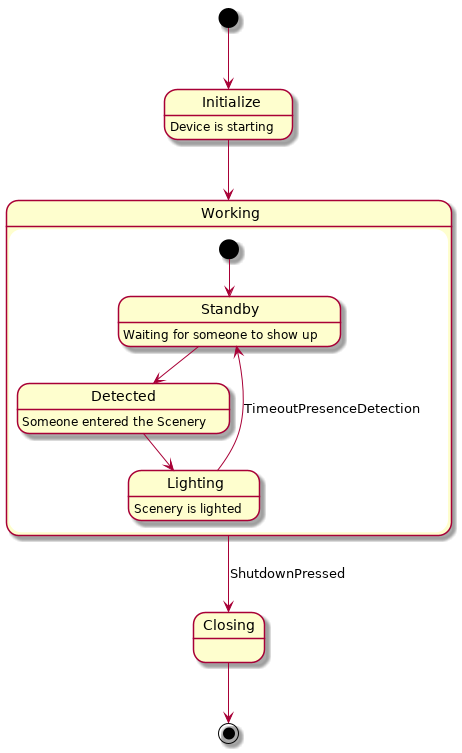 Initialize
Device is starting
Working
Standby
Waiting for someone to show up
Detected
Someone entered the Scenery
TimeoutPresenceDetection
Lighting
Scenery is lighted
ShutdownPressed
Closing